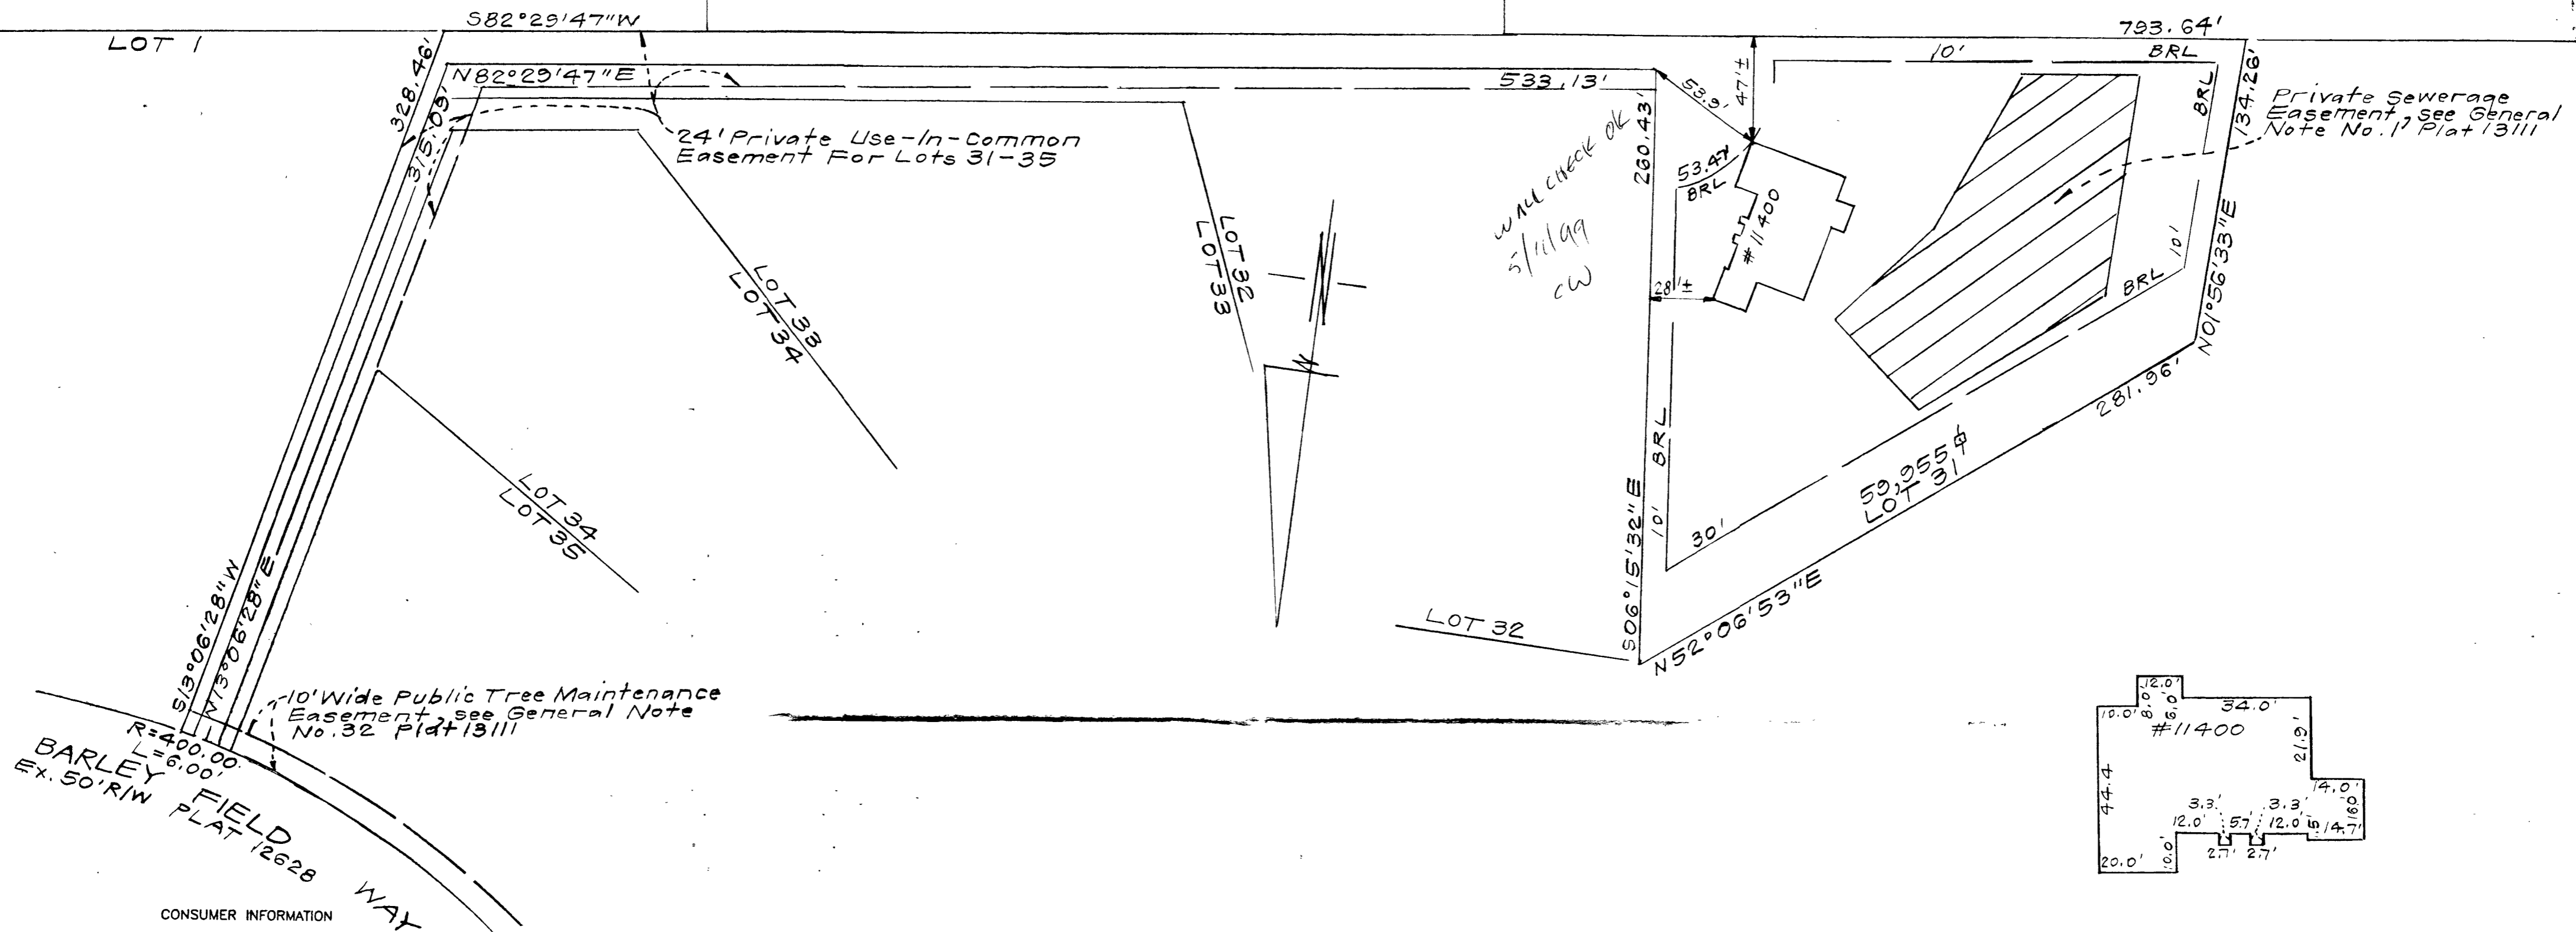 S82°29'47"W
793.64'
LOT 1
328.46'
315.09'
N82°29'47"E
533.13'
24' Private Use-In-Common
Easement For Lots 31-35
LOT 33
LOT 34
LOT 32
LOT 33
LOT 34
LOT 35
N
N
WALL CHECK OK
5/11/99
CW
260.43'
S06°15'32"E
53.9'
47'±
53.47'
BRL
#11400
28'±
10'
BRL
BRL
10'
BRL
134.26'
N01°56'33"E
Private Sewerage
Easement, see General
Note No. 1, Plat 13111
BRL
10'
30'
281.96'
59,955
LOT 31
N52°06'53"E
LOT 32
S13°06'28"W
N13°06'28"E
10' Wide Public Tree Maintenance
Easement, see General Note
No. 32 Plat 13111
R=400.00
L=6.00'
BARLEY FIELD WAY
Ex. 50' R/W PLAT 12628
CONSUMER INFORMATION
12.0'
10.0'
8.0'
6.0'
34.0'
#11400
21.9'
44.4
14.0'
16.0
3.3'
3.3'
12.0'
5.7'
12.0'
14.7'
2.7'
2.7'
20.0'
10.0'